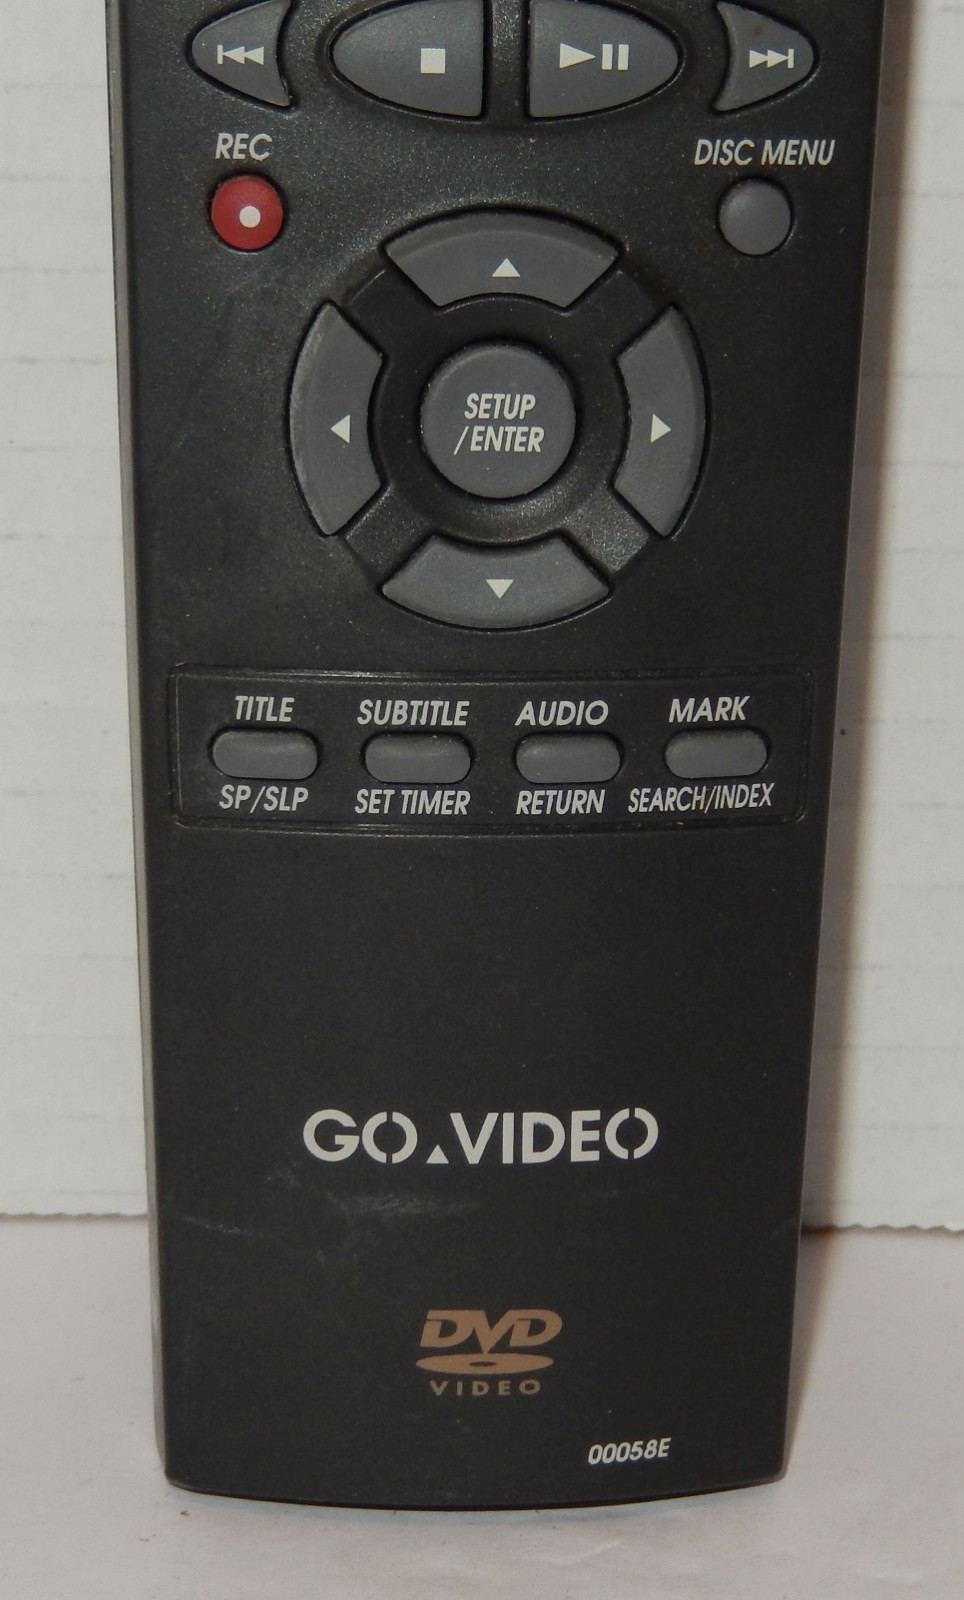 REC DISC MENU
SETUP
/ENTER
TITLE SUBTITLE AUDIO MARK
SP/SLP SET TIMER RETURN SEARCH/INDEX
GO VIDEO
DVD
VIDEO
00058E